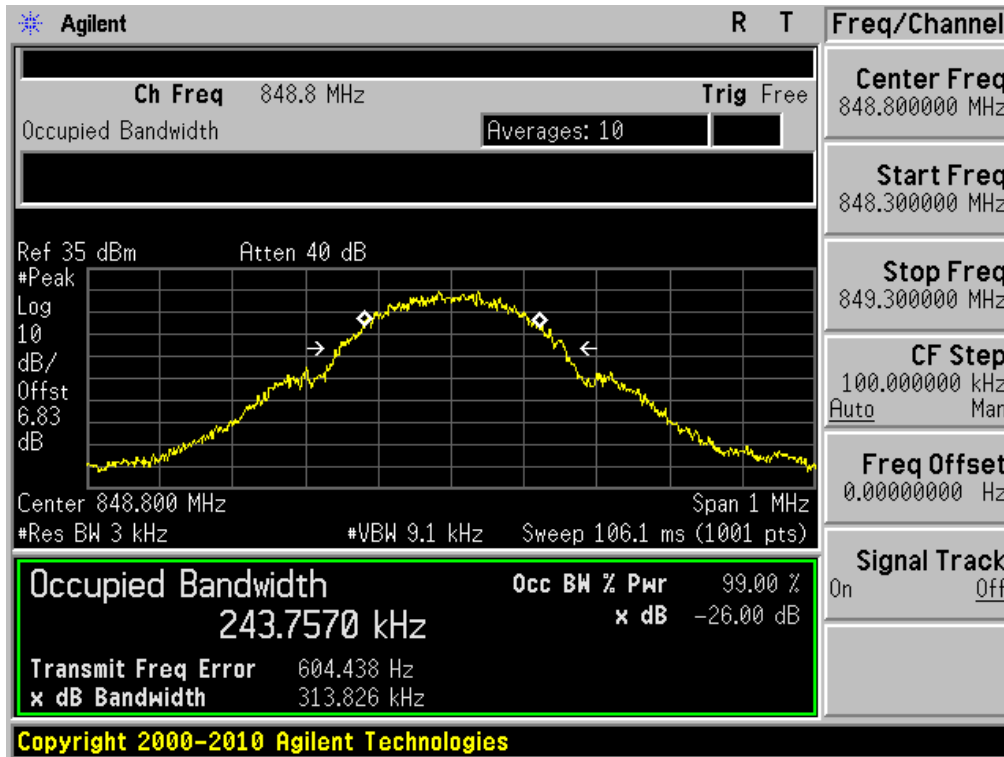 Agilent R T
Freq/Channel
Ch Freq 848.8 MHz Trig Free
Occupied Bandwidth Averages: 10
Ref 35 dBm Atten 40 dB
#Peak
Log
10
dB/
Offst
6.83
dB
Center 848.800 MHz Span 1 MHz
#Res BW 3 kHz #VBW 9.1 kHz Sweep 106.1 ms (1001 pts)
Occupied Bandwidth Occ BW % Pwr 99.00 %
243.7570 kHz x dB -26.00 dB
Transmit Freq Error 604.438 Hz
x dB Bandwidth 313.826 kHz
Copyright 2000-2010 Agilent Technologies
Center Freq
848.800000 MHz
Start Freq
848.300000 MHz
Stop Freq
849.300000 MHz
CF Step
100.000000 kHz
Auto Man
Freq Offset
0.00000000 Hz
Signal Track
On Off